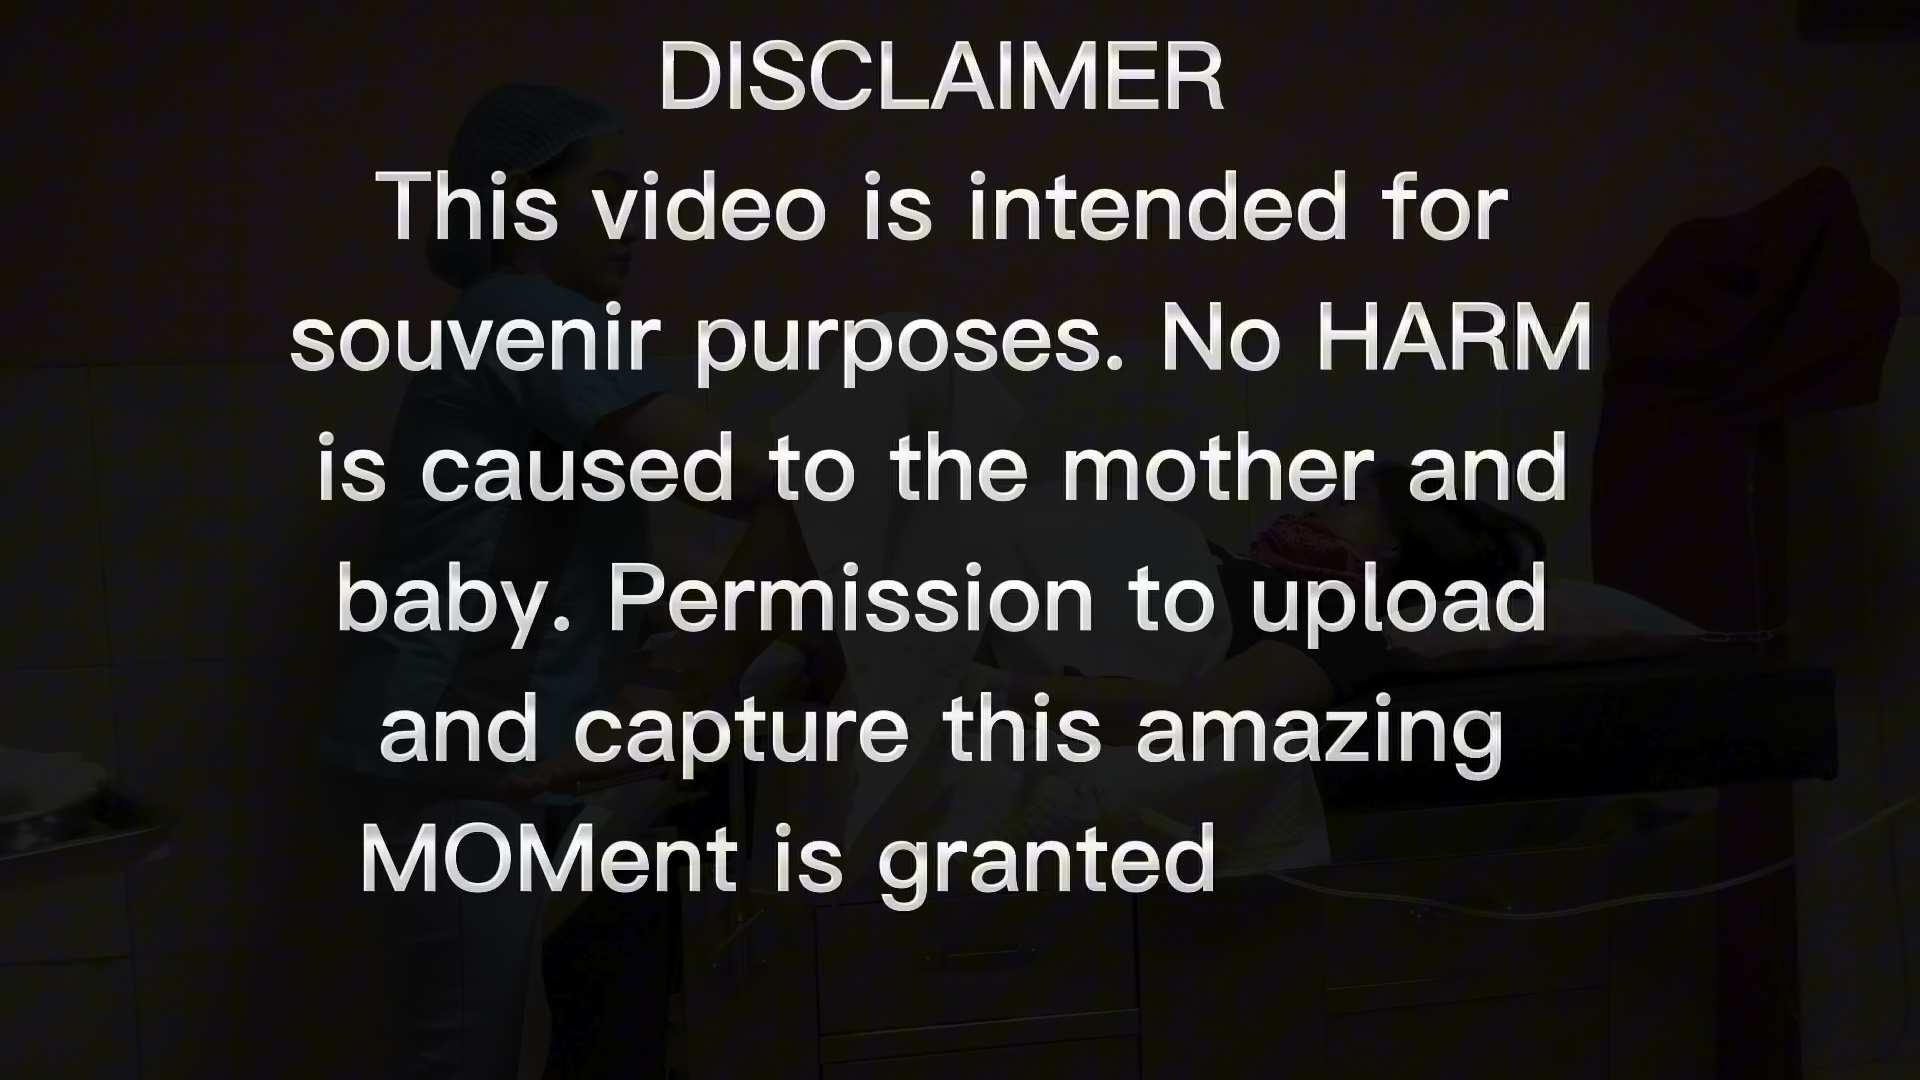 DISCLAIMER
This video is intended for
souvenir purposes. No HARM
is caused to the mother and
baby. Permission to upload
and capture this amazing
MOMent is granted